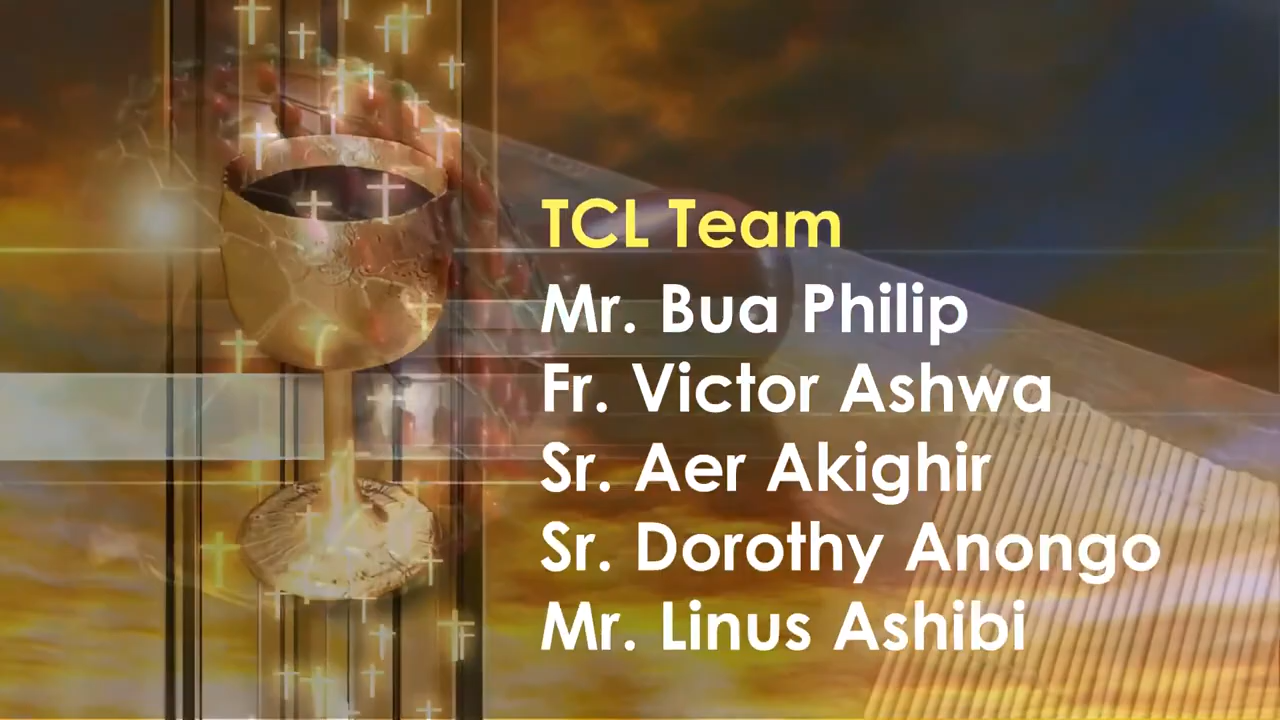 TCL Team
Mr. Bua Philip
Fr. Victor Ashwa
Sr. Aer Akighir
Sr. Dorothy Anongo
Mr. Linus Ashibi